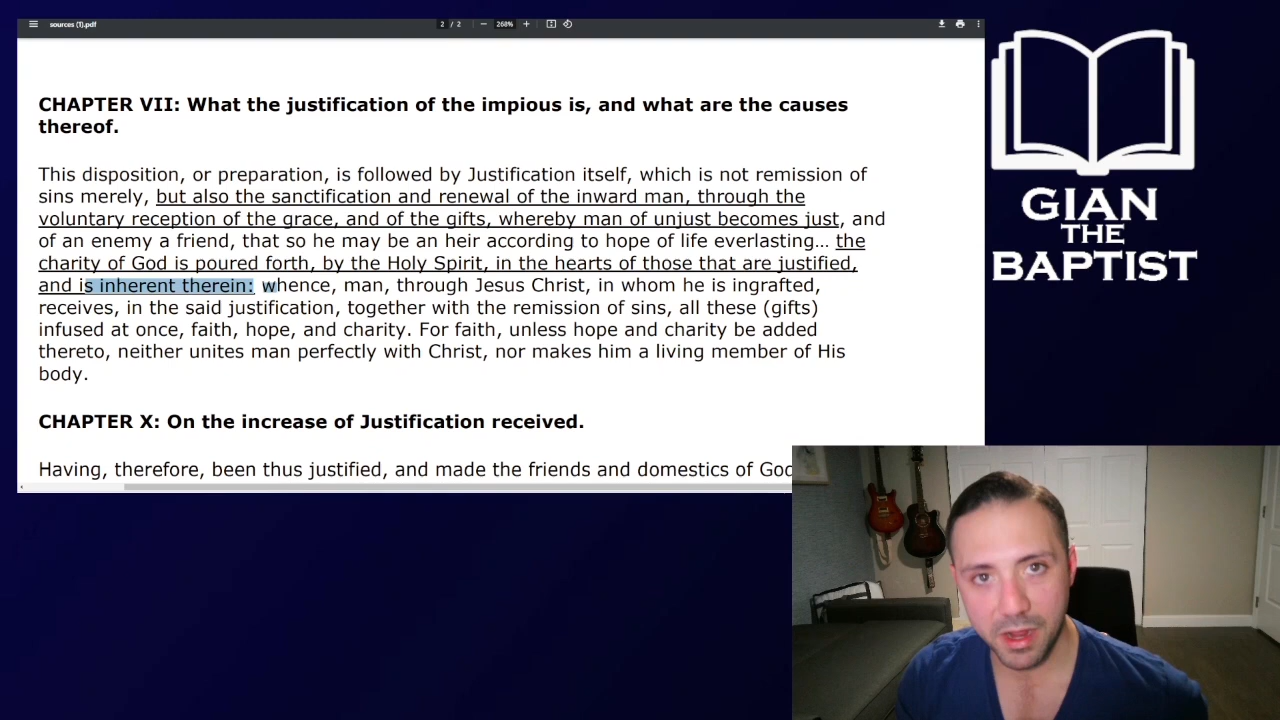 sources (1).pdf
2 / 2
268%
CHAPTER VII: What the justification of the impious is, and what are the causes
thereof.
This disposition, or preparation, is followed by Justification itself, which is not remission of
sins merely, but also the sanctification and renewal of the inward man, through the
voluntary reception of the grace, and of the gifts, whereby man of unjust becomes just, and
of an enemy a friend, that so he may be an heir according to hope of life everlasting... the
charity of God is poured forth, by the Holy Spirit, in the hearts of those that are justified,
and is inherent therein: whence, man, through Jesus Christ, in whom he is ingrafted,
receives, in the said justification, together with the remission of sins, all these (gifts)
infused at once, faith, hope, and charity. For faith, unless hope and charity be added
thereto, neither unites man perfectly with Christ, nor makes him a living member of His
body.
CHAPTER X: On the increase of Justification received.
Having, therefore, been thus justified, and made the friends and domestics of God
GIAN
THE
BAPTIST